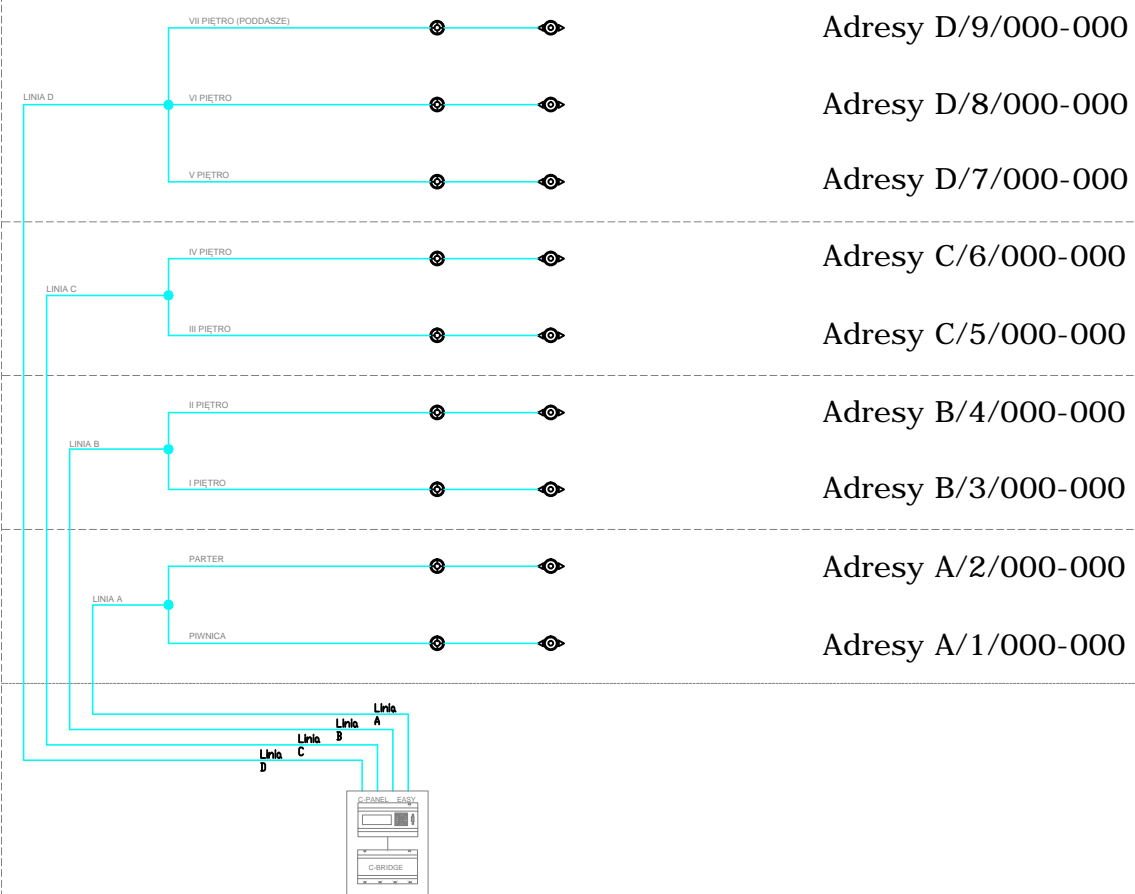 VII PIĘTRO (PODDASZE)
Adresy D/9/000-000
LINIA D
VI PIĘTRO
Adresy D/8/000-000
V PIĘTRO
Adresy D/7/000-000
IV PIĘTRO
Adresy C/6/000-000
LINIA C
III PIĘTRO
Adresy C/5/000-000
II PIĘTRO
Adresy B/4/000-000
LINIA B
I PIĘTRO
Adresy B/3/000-000
PARTER
Adresy A/2/000-000
LINIA A
PIWNICA
Adresy A/1/000-000
Linia
A
Linia
B
Linia
C
Linia
D
C-PANEL EASY
C-BRIDGE